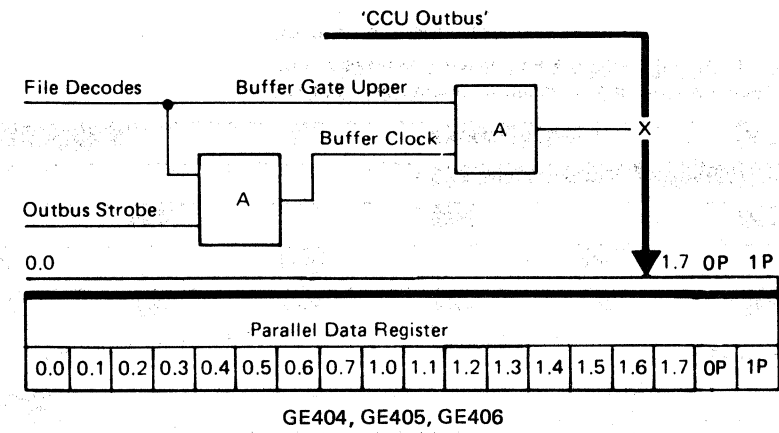 'CCU Outbus'
File Decodes
Buffer Gate Upper
A
X
Buffer Clock
A
Outbus Strobe
0.0 1.7 0P 1P
Parallel Data Register
0.0 0.1 0.2 0.3 0.4 0.5 0.6 0.7 1.0 1.1 1.2 1.3 1.4 1.5 1.6 1.7 0P 1P
GE404, GE405, GE406